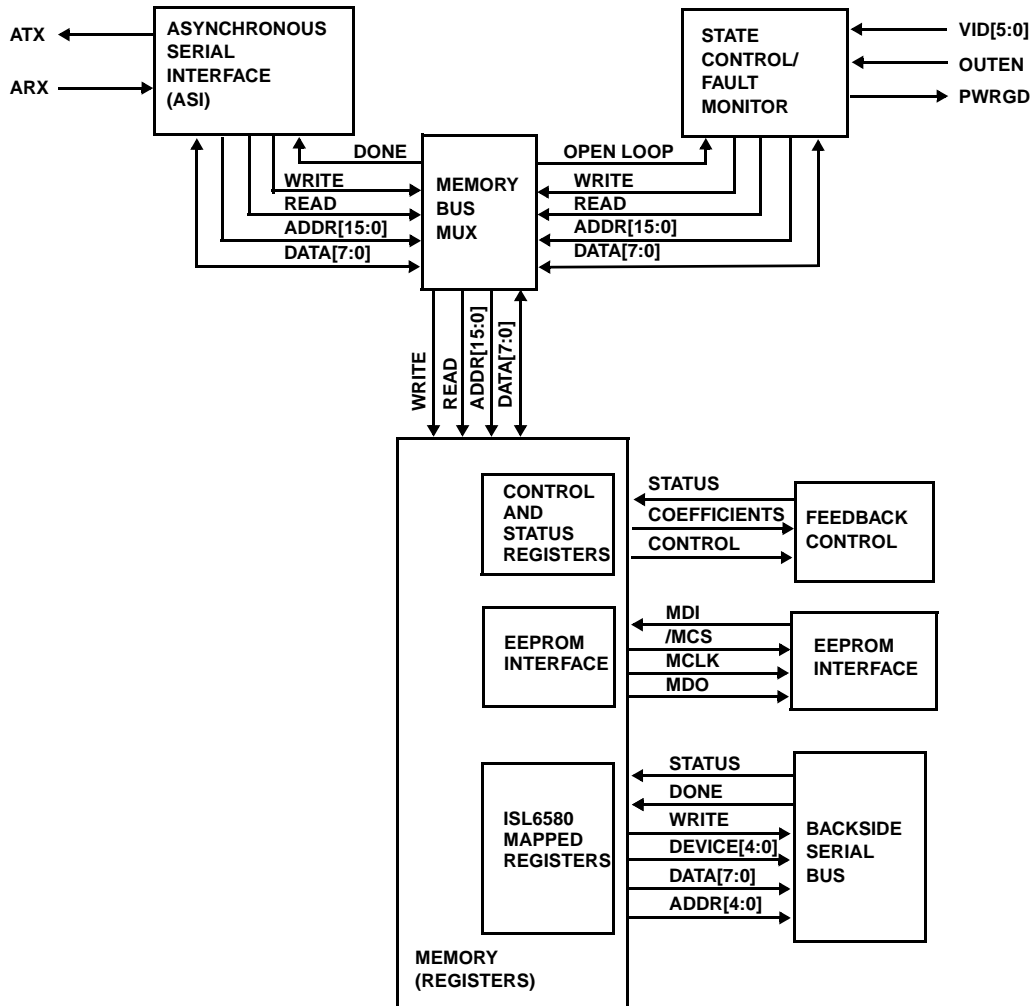 ATX
ARX
ASYNCHRONOUS
SERIAL
INTERFACE
(ASI)
STATE
CONTROL/
FAULT
MONITOR
VID[5:0]
OUTEN
PWRGD
DONE
WRITE
READ
ADDR[15:0]
DATA[7:0]
MEMORY
BUS
MUX
OPEN LOOP
WRITE
READ
ADDR[15:0]
DATA[7:0]
WRITE
READ
ADDR[15:0]
DATA[7:0]
CONTROL
AND
STATUS
REGISTERS
STATUS
COEFFICIENTS
CONTROL
FEEDBACK
CONTROL
EEPROM
INTERFACE
MDI
/MCS
MCLK
MDO
EEPROM
INTERFACE
ISL6580
MAPPED
REGISTERS
STATUS
DONE
WRITE
DEVICE[4:0]
DATA[7:0]
ADDR[4:0]
BACKSIDE
SERIAL
BUS
MEMORY
(REGISTERS)